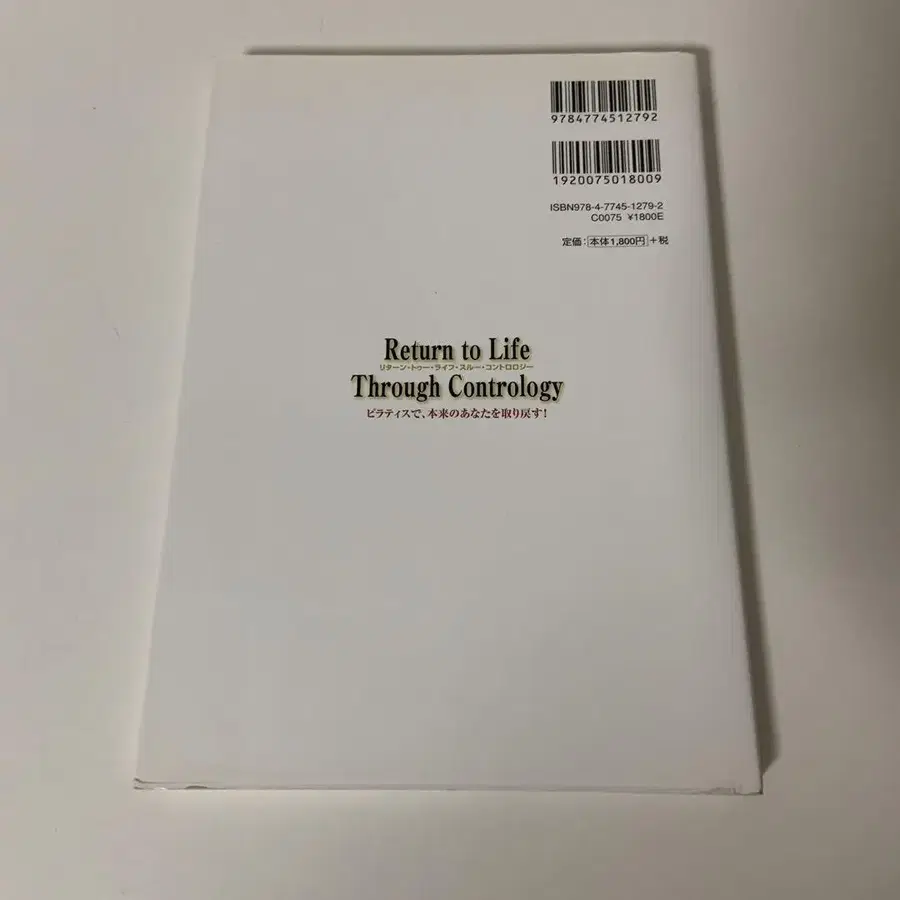 9784774512792
1920075018009
ISBN978-4-7745-1279-2
C0075 ¥1800E
定価：本体1,800円＋税
Return to Life
リターン・トゥー・ライフ・スルー・コントロロジー
Through Contrology
ピラティスで、本来のあなたを取り戻す！